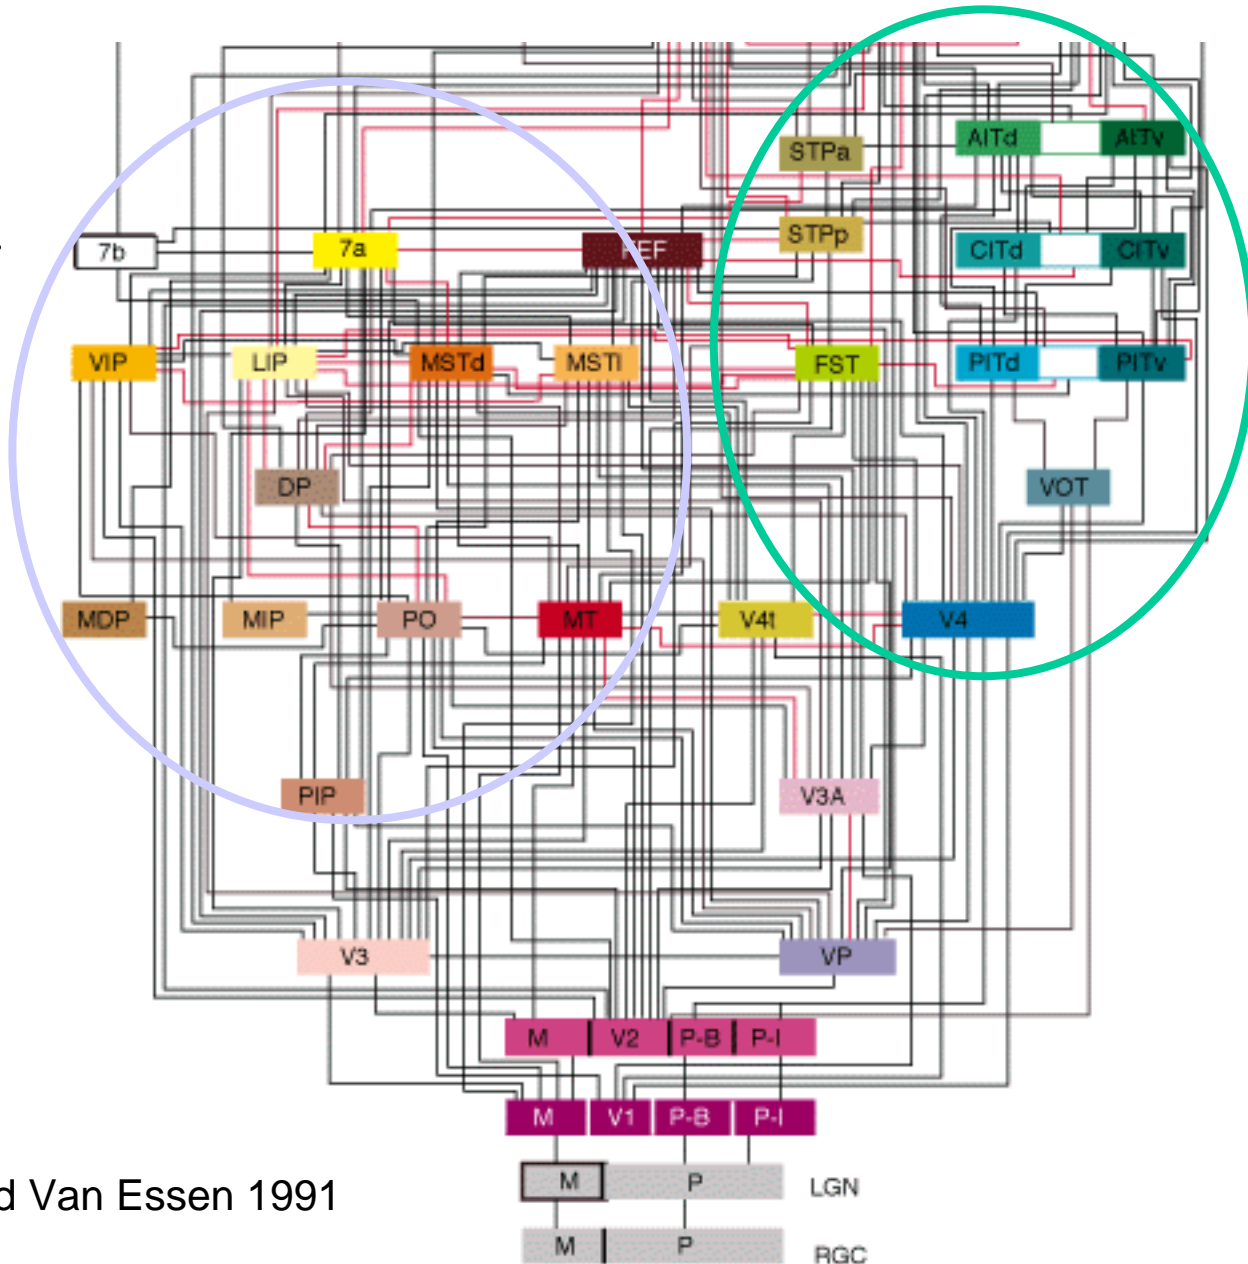 STPa AITd AITv
7b 7a FEF STPp CITd CITv
VIP LIP MSTd MSTl FST PITd PITv
DP VOT
MDP MIP PO MT V4t V4
PIP V3A
V3 VP
M V2 P-B P-I
M V1 P-B P-I
M P LGN
M P RGC
d Van Essen 1991